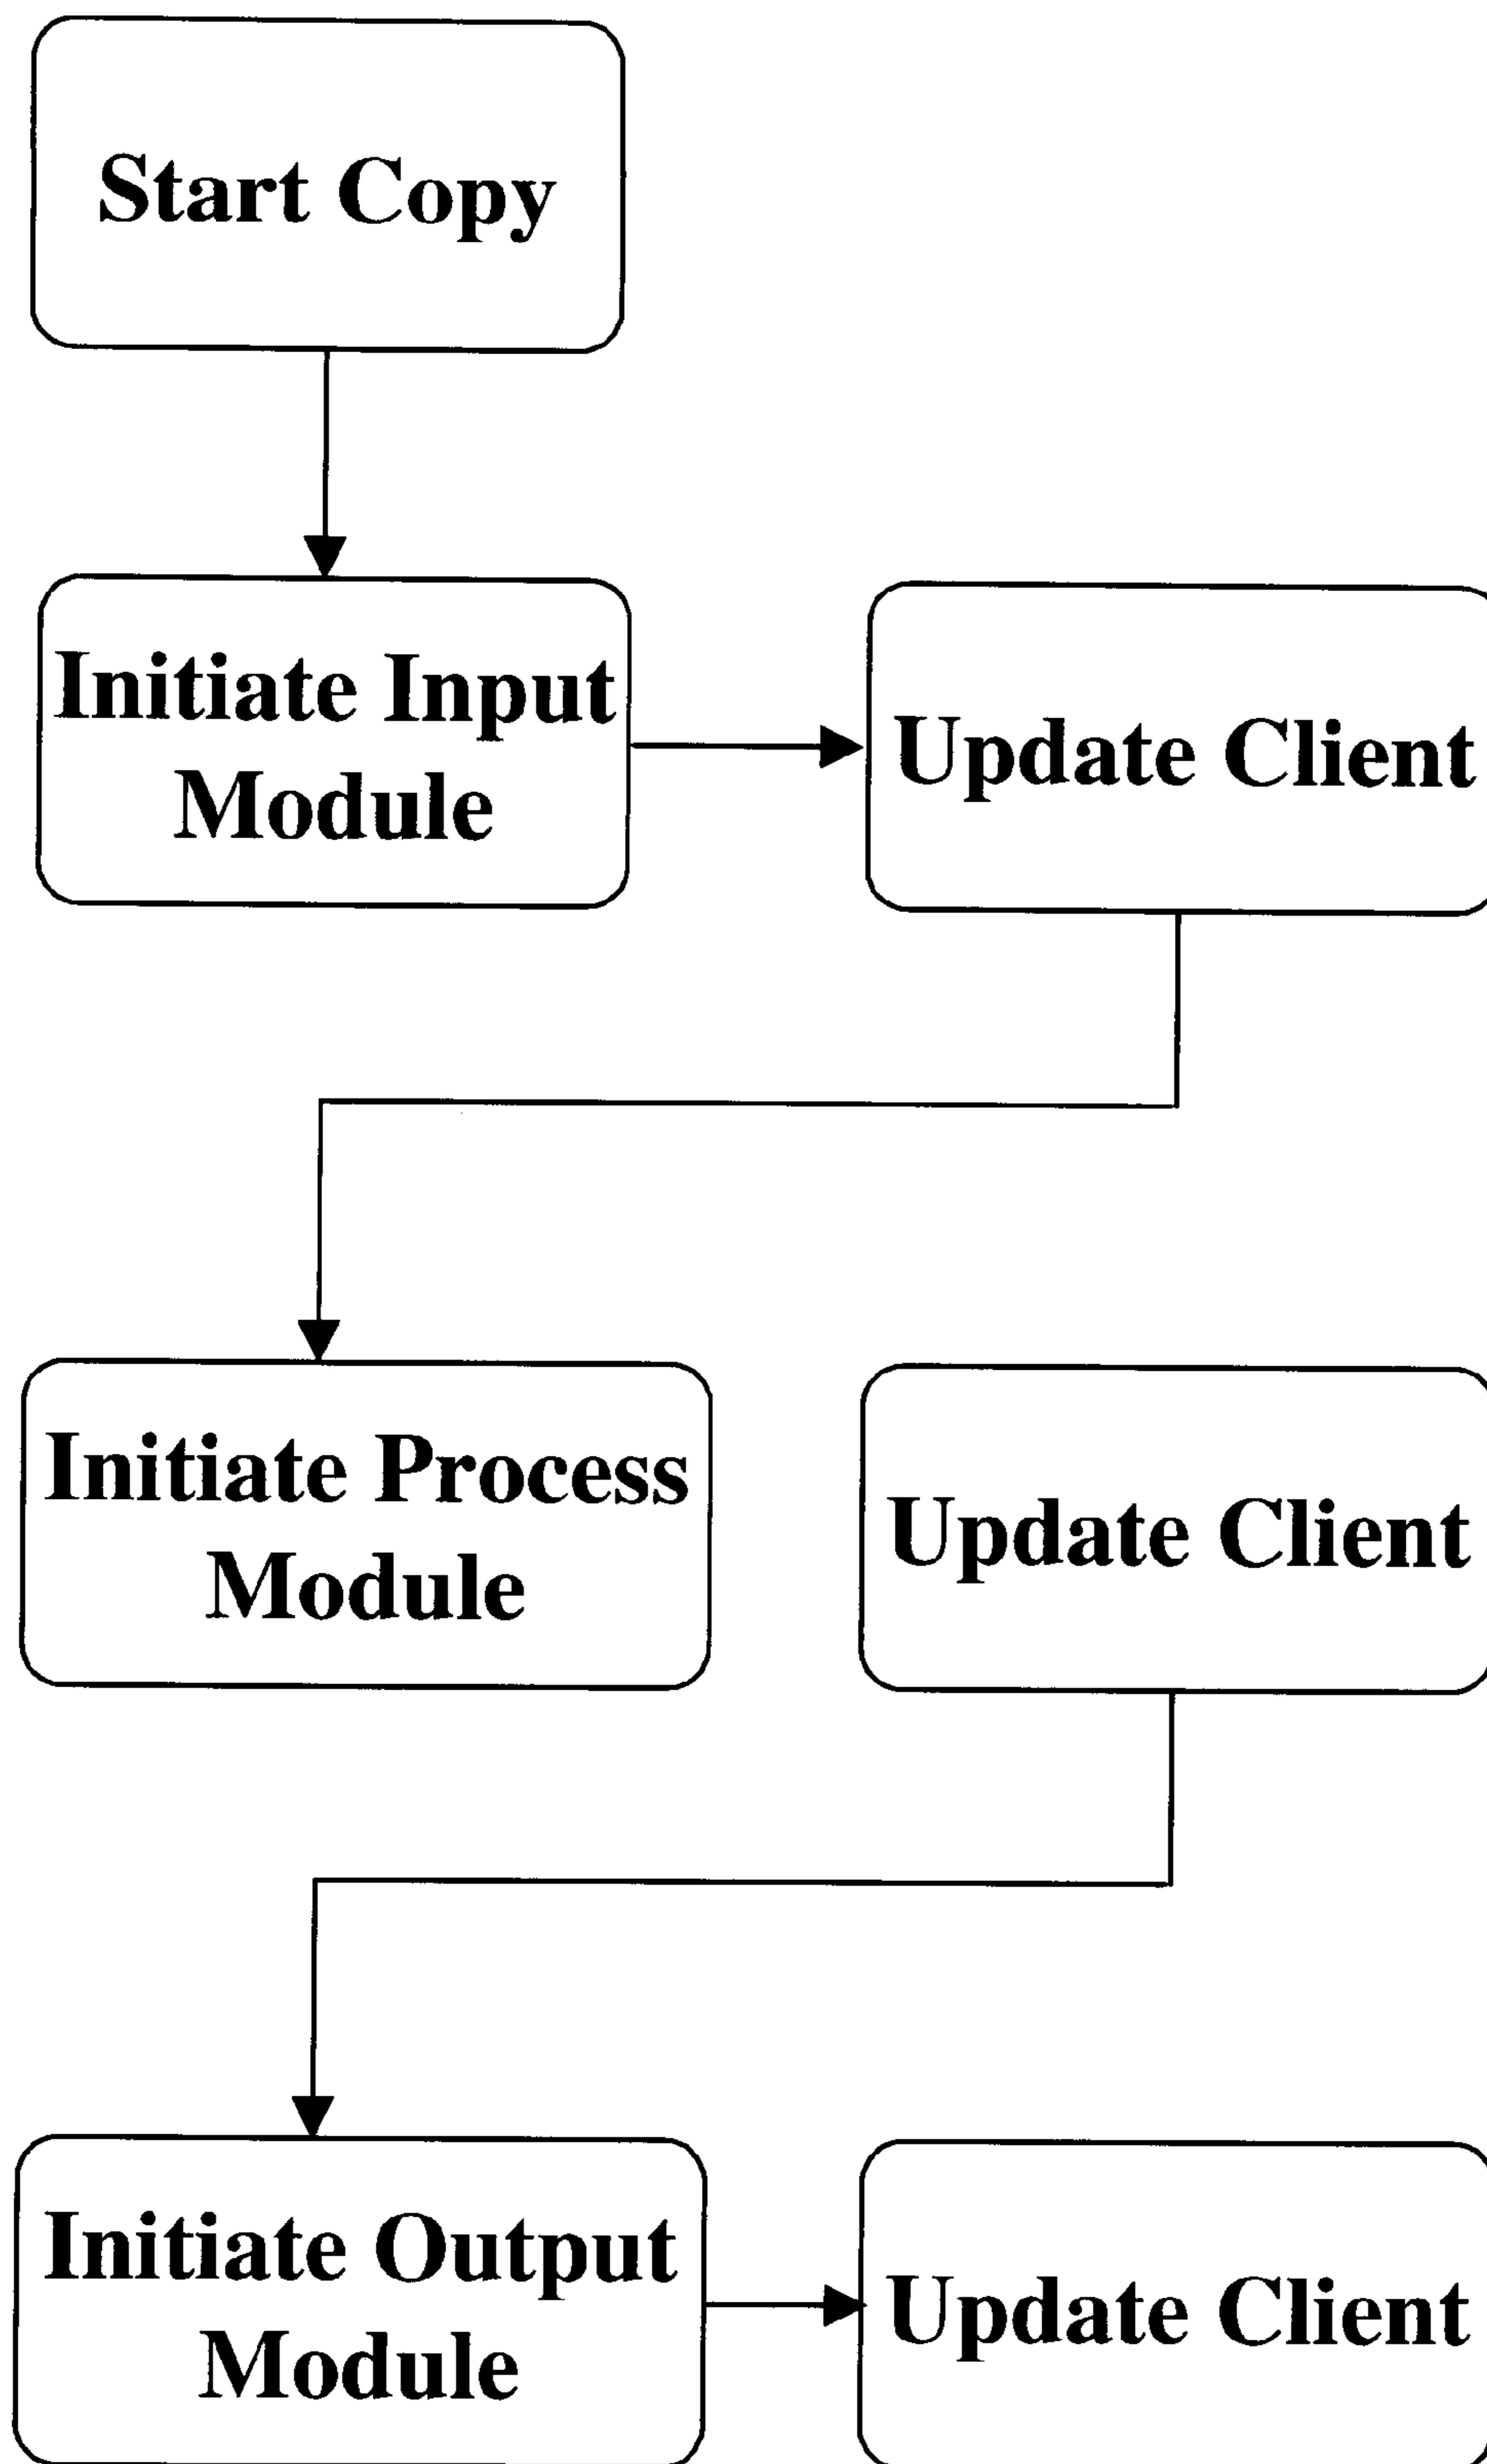 Start Copy
Initiate Input
Module
Update Client
Initiate Process
Module
Update Client
Initiate Output
Module
Update Client